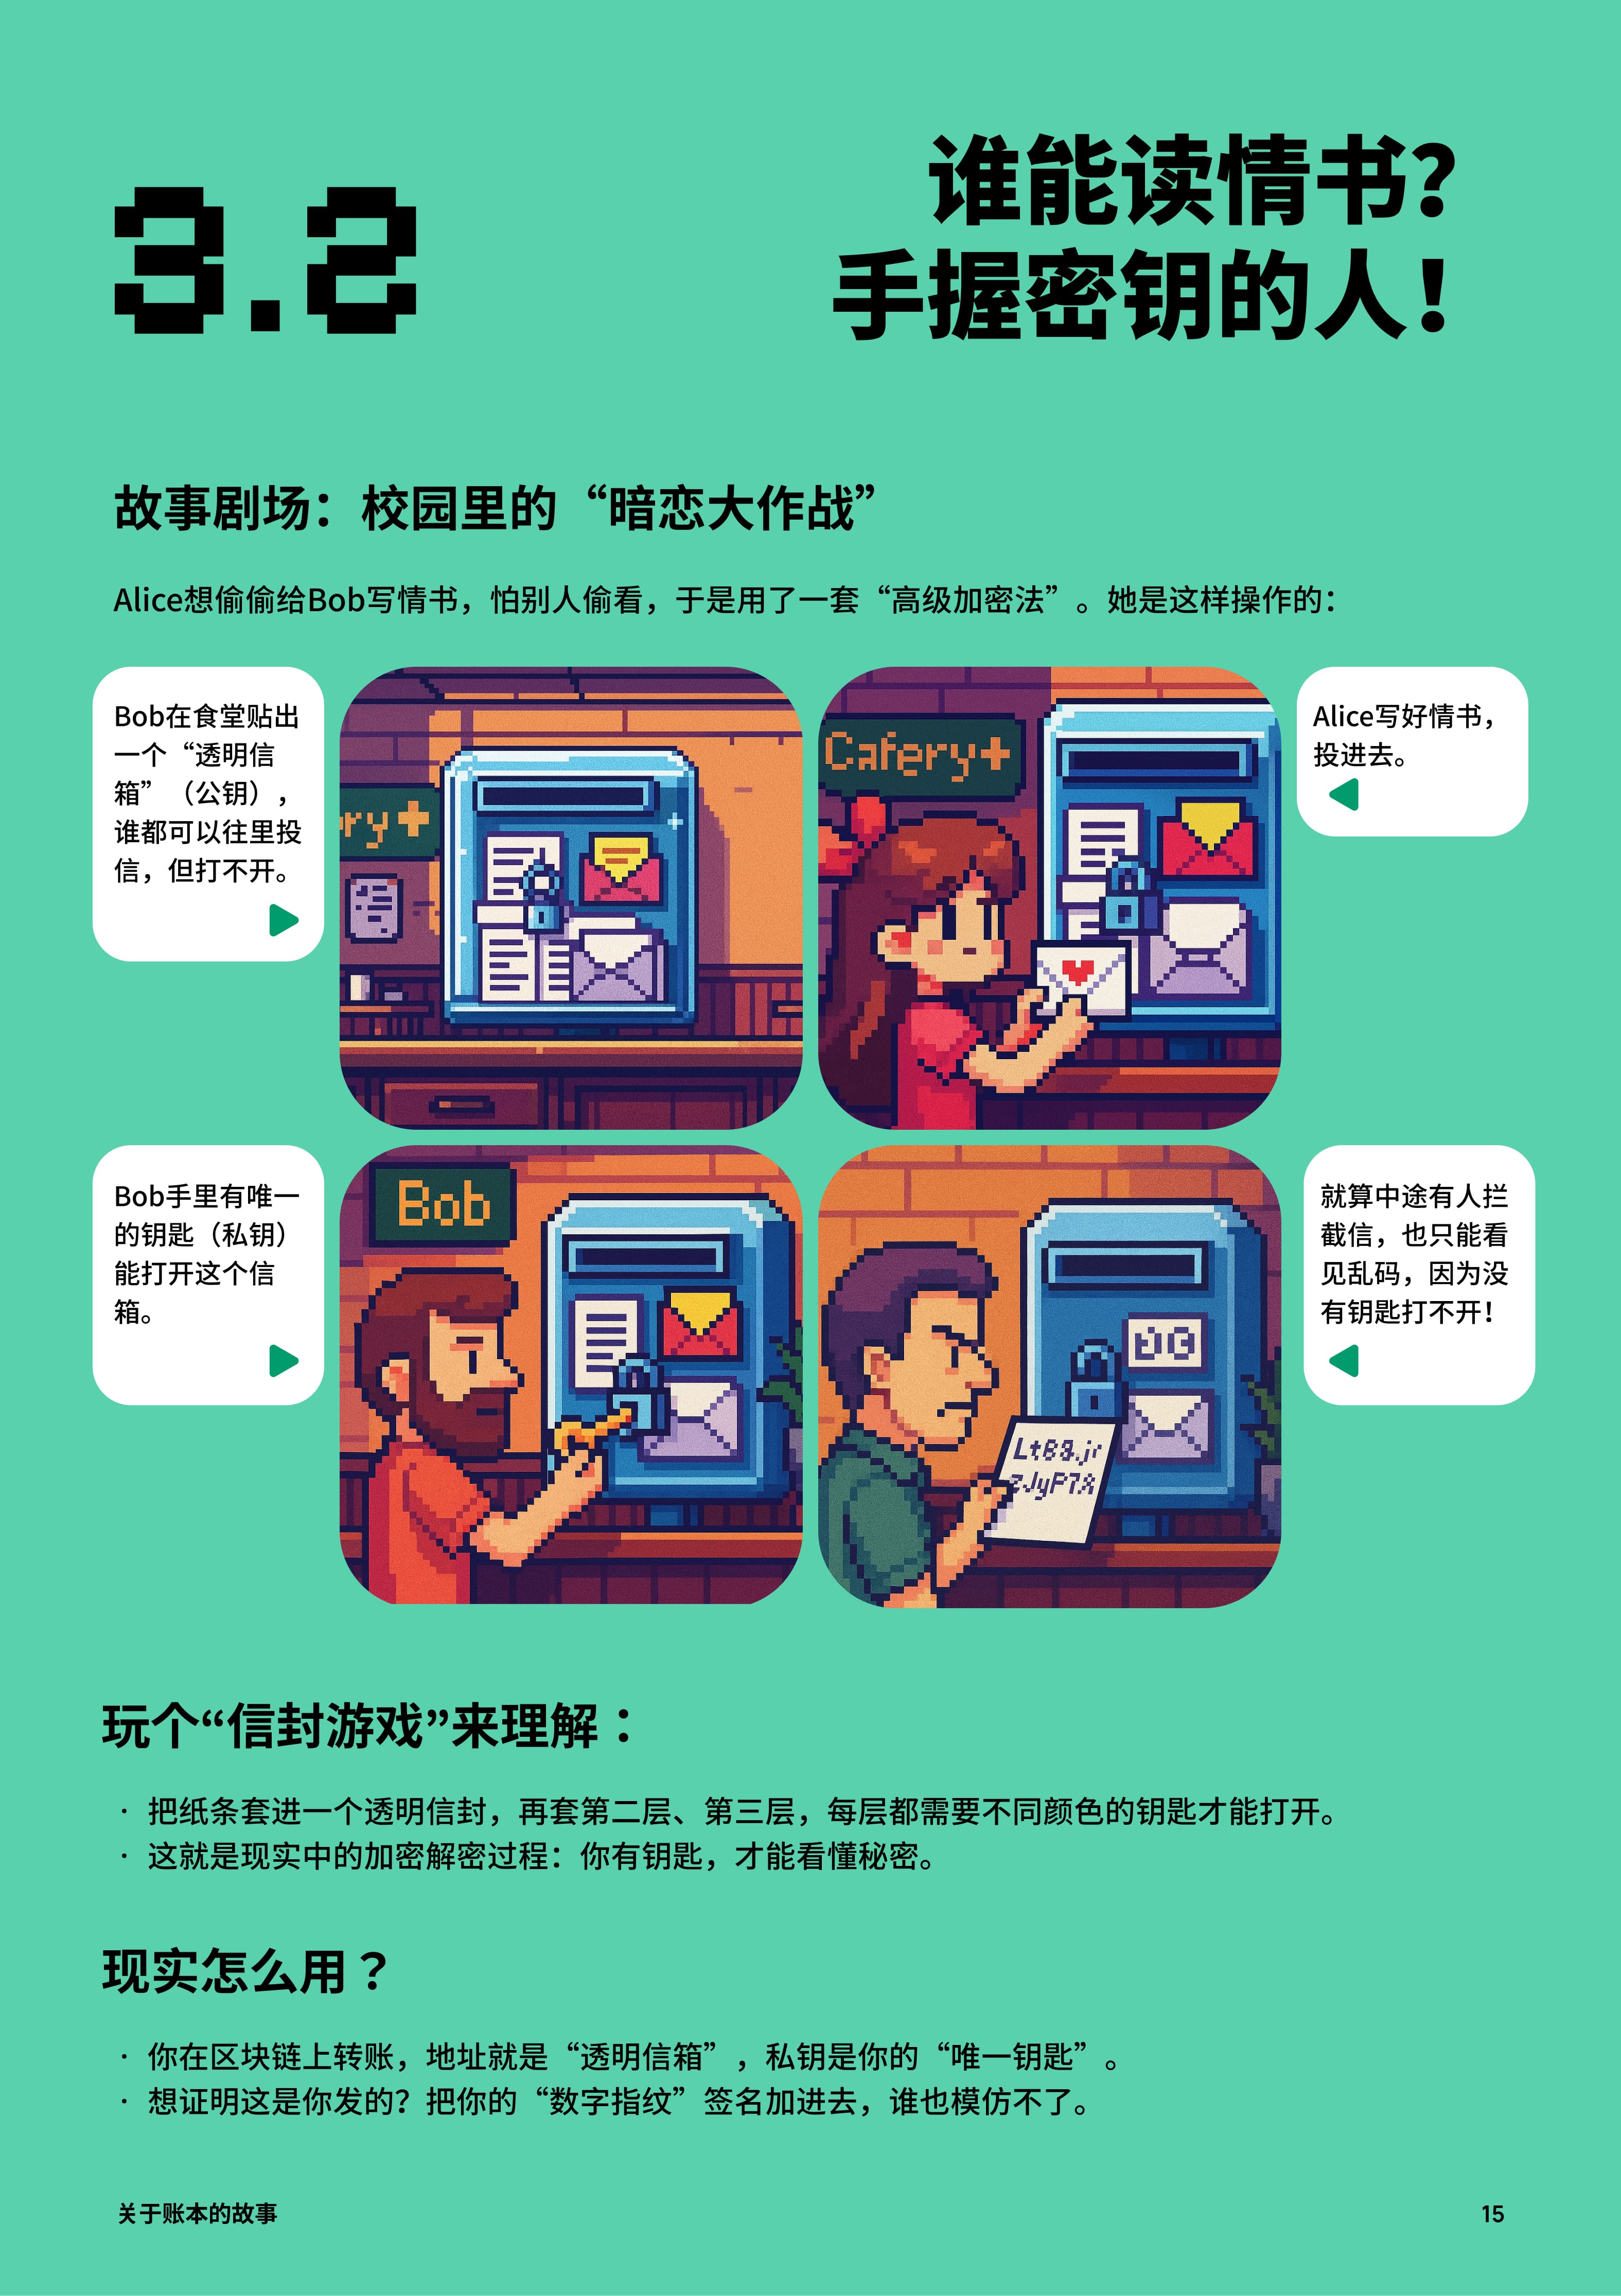 3.2
谁能读情书？
手握密钥的人！
故事剧场：校园里的“暗恋大作战”
Alice想偷偷给Bob写情书，怕别人偷看，于是用了一套“高级加密法”。她是这样操作的：
Bob在食堂贴出
一个“透明信
箱”（公钥），
谁都可以往里投
信，但打不开。
ry+
Cafery+
Alice写好情书，
投进去。
Bob手里有唯一
的钥匙（私钥）
能打开这个信
箱。
Bob
就算中途有人拦
截信，也只能看
见乱码，因为没
有钥匙打不开！
玩个“信封游戏”来理解：
· 把纸条套进一个透明信封，再套第二层、第三层，每层都需要不同颜色的钥匙才能打开。
· 这就是现实中的加密解密过程：你有钥匙，才能看懂秘密。
现实怎么用？
· 你在区块链上转账，地址就是“透明信箱”，私钥是你的“唯一钥匙”。
· 想证明这是你发的？把你的“数字指纹”签名加进去，谁也模仿不了。
关于账本的故事
15